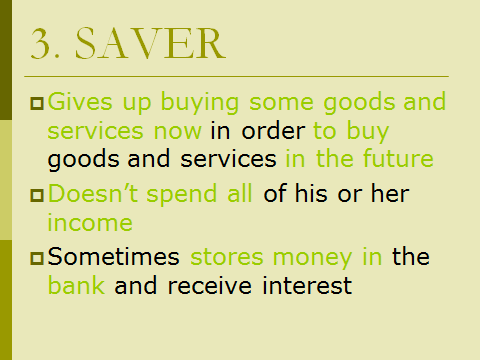 3. SAVER
Gives up buying some goods and
services now in order to buy
goods and services in the future
Doesn’t spend all of his or her
income
Sometimes stores money in the
bank and receive interest